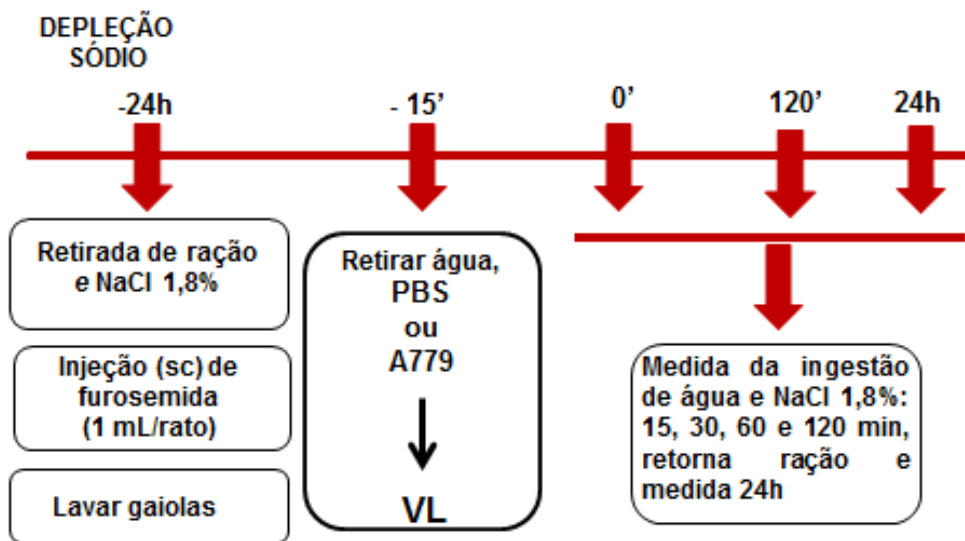 DEPLEÇÃO
SÓDIO
-24h
- 15’
0’
120’
24h
Retirada de ração
e NaCl 1,8%
Injeção (sc) de
furosemida
(1 mL/rato)
Lavar gaiolas
Retirar água,
PBS
ou
A779
VL
Medida da ingestão
de água e NaCl 1,8%:
15, 30, 60 e 120 min,
retorna ração e
medida 24h